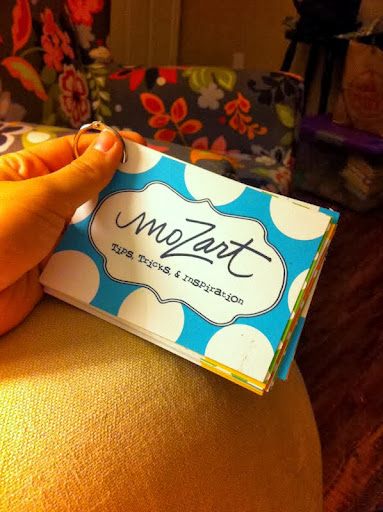 moZart
Tips, Tricks, & Inspiration